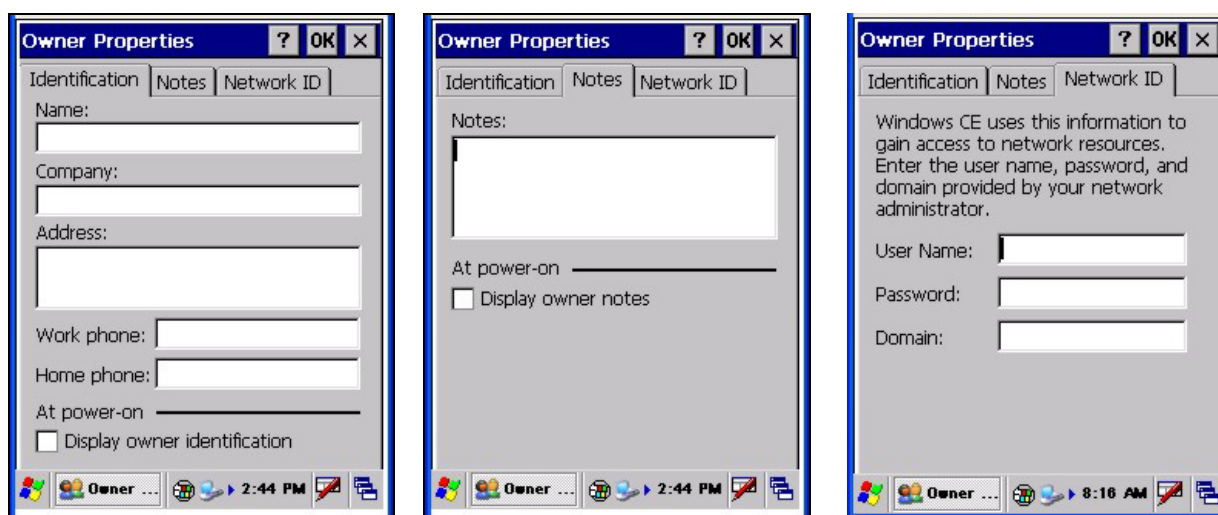 Owner Properties ? OK ×
Identification Notes Network ID
Name:
Company:
Address:
Work phone:
Home phone:
At power-on
Display owner identification
Owner ... 2:44 PM
Owner Properties ? OK ×
Identification Notes Network ID
Notes:
At power-on
Display owner notes
Owner ... 2:44 PM
Owner Properties ? OK ×
Identification Notes Network ID
Windows CE uses this information to
gain access to network resources.
Enter the user name, password, and
domain provided by your network
administrator.
User Name:
Password:
Domain:
Owner ... 8:16 AM